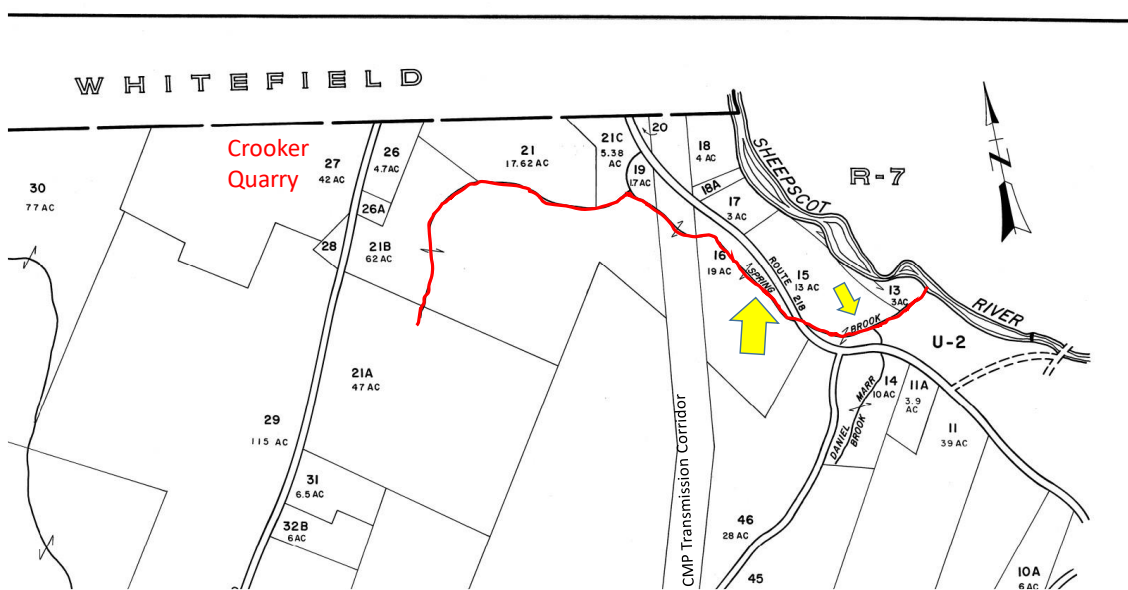 WHITEFIELD
Crooker
Quarry
30
77 AC
27
42 AC
26
4.7AC
26A
28
21B
62 AC
21
17.62 AC
21C
5.38
AC
19
1.7 AC
20
18
4 AC
18A
17
3 AC
SHEEPSCOT
R-7
N
16
19 AC
SPRING
ROUTE 218
15
13 AC
13
3AC
BROOK
RIVER
U-2
21A
47 AC
29
115 AC
31
6.5 AC
32B
6 AC
CMP Transmission Corridor
14
10 AC
DANIEL MARR
BROOK
11A
3.9
AC
11
39 AC
46
28 AC
45
10A
6 AC